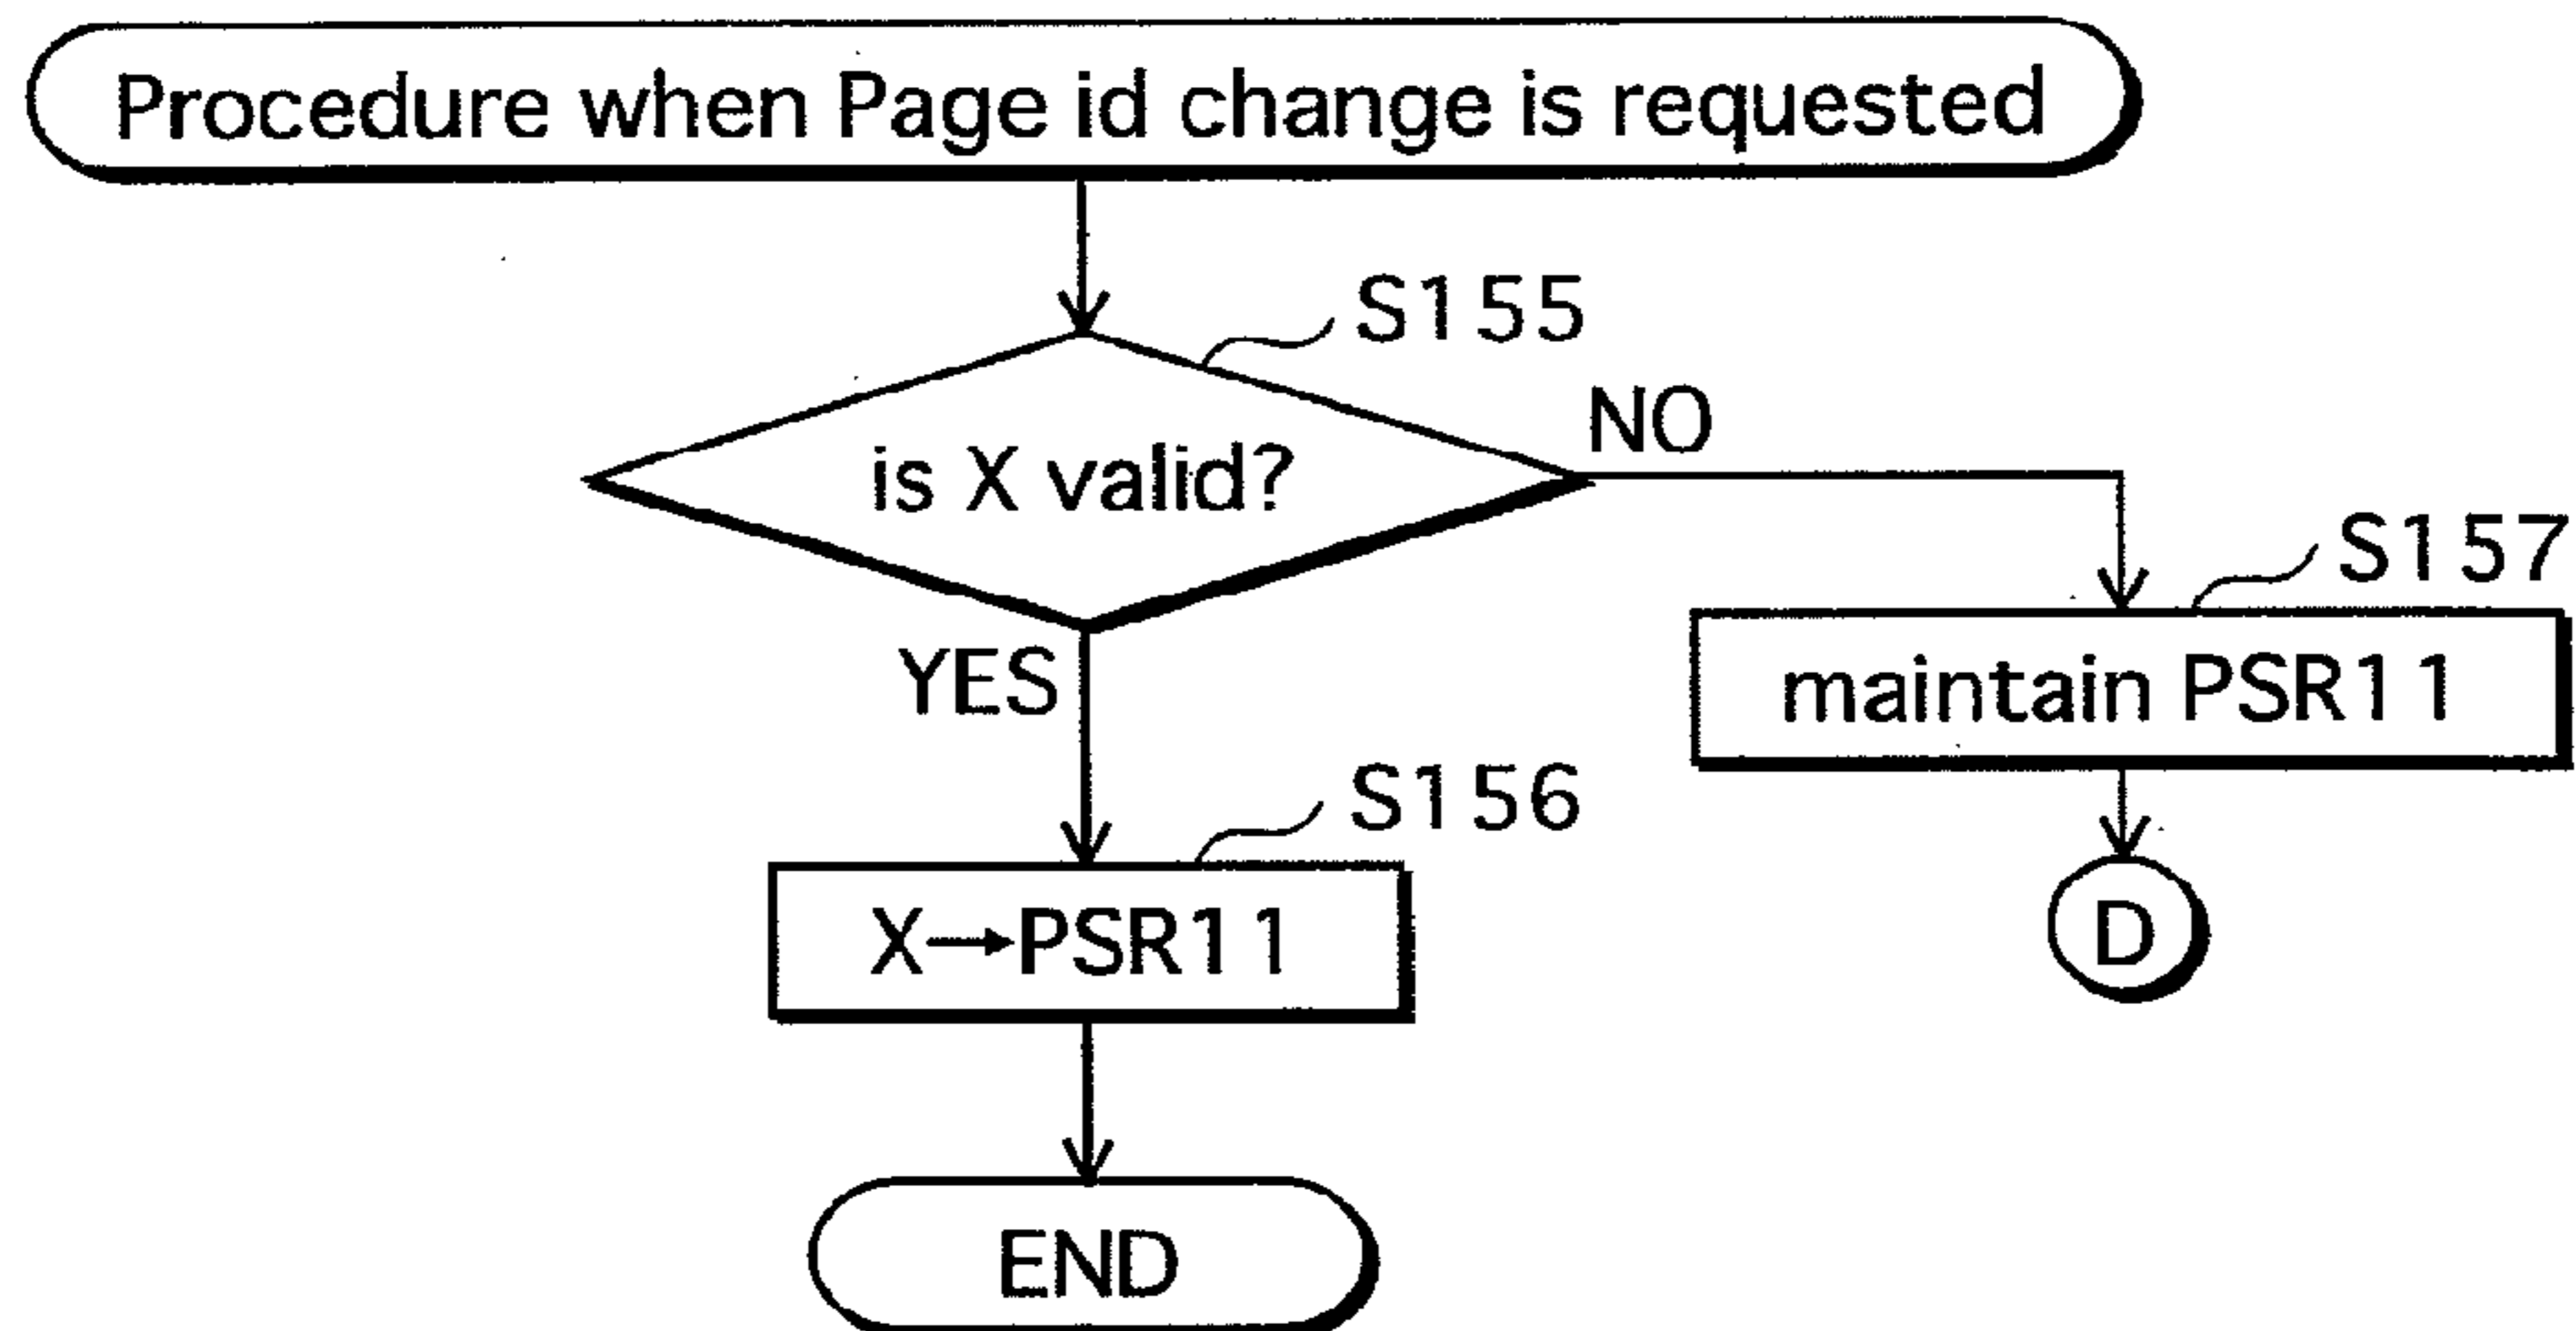 Procedure when Page id change is requested
S155
is X valid?
NO
S157
maintain PSR11
YES
S156
X→PSR11
D
END